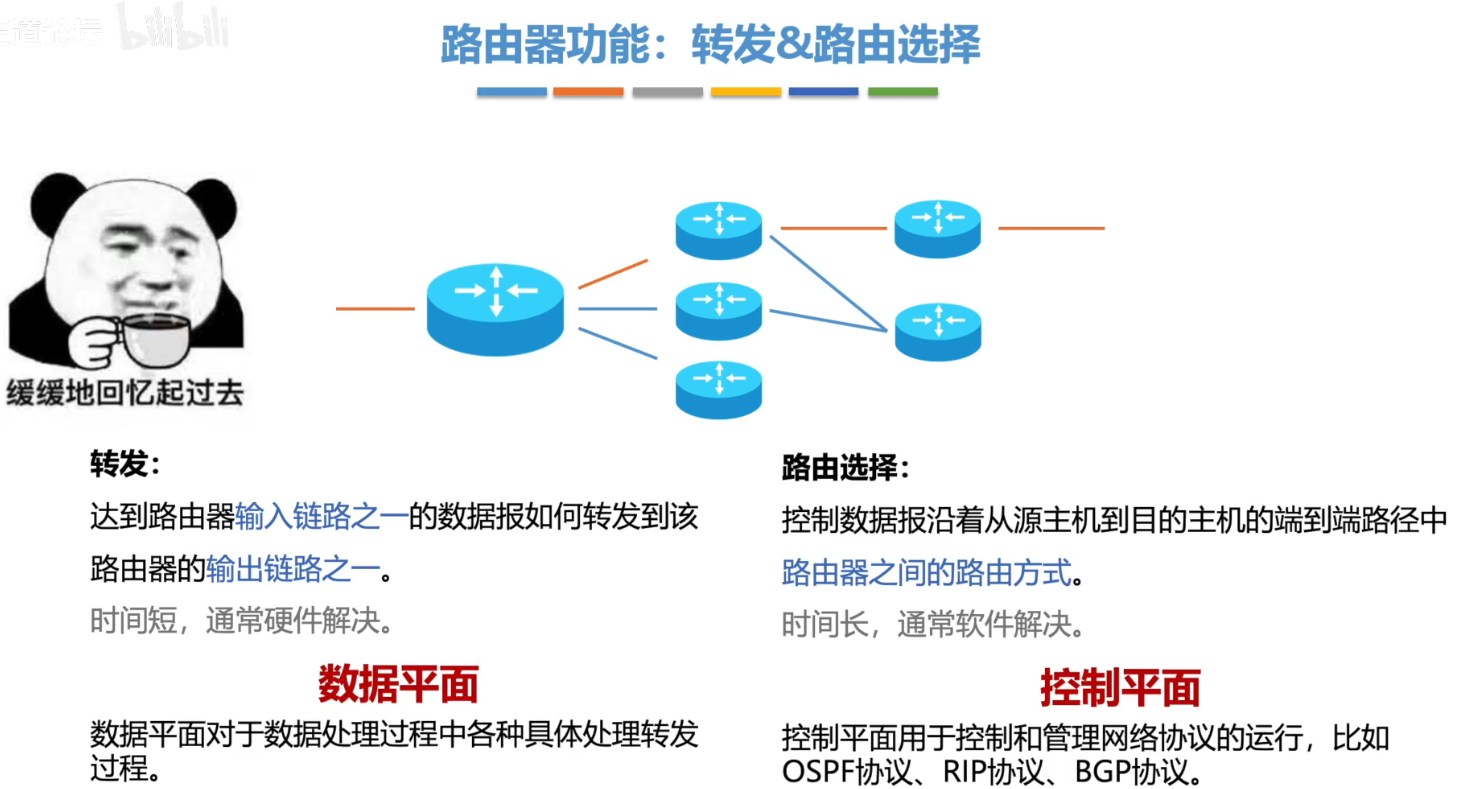 bilibili
路由器功能：转发&路由选择
缓缓地回忆起过去
转发：
达到路由器输入链路之一的数据报如何转发到该
路由器的输出链路之一。
时间短，通常硬件解决。
数据平面
数据平面对于数据处理过程中各种具体处理转发
过程。
路由选择：
控制数据报沿着从源主机到目的主机的端到端路径中
路由器之间的路由方式。
时间长，通常软件解决。
控制平面
控制平面用于控制和管理网络协议的运行，比如
OSPF协议、RIP协议、BGP协议。